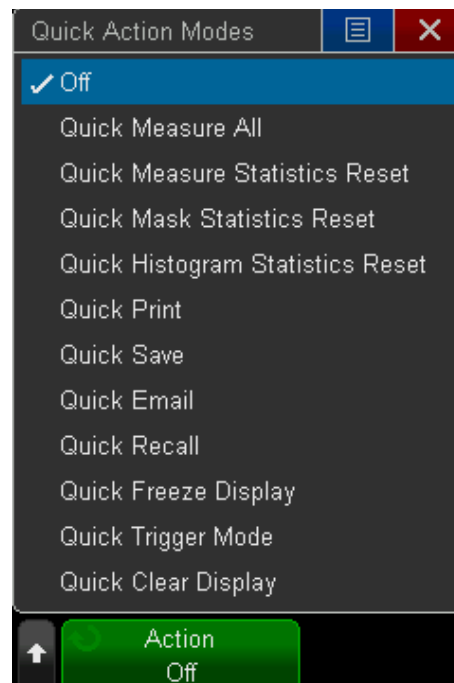 Quick Action Modes
Off
Quick Measure All
Quick Measure Statistics Reset
Quick Mask Statistics Reset
Quick Histogram Statistics Reset
Quick Print
Quick Save
Quick Email
Quick Recall
Quick Freeze Display
Quick Trigger Mode
Quick Clear Display
Action
Off